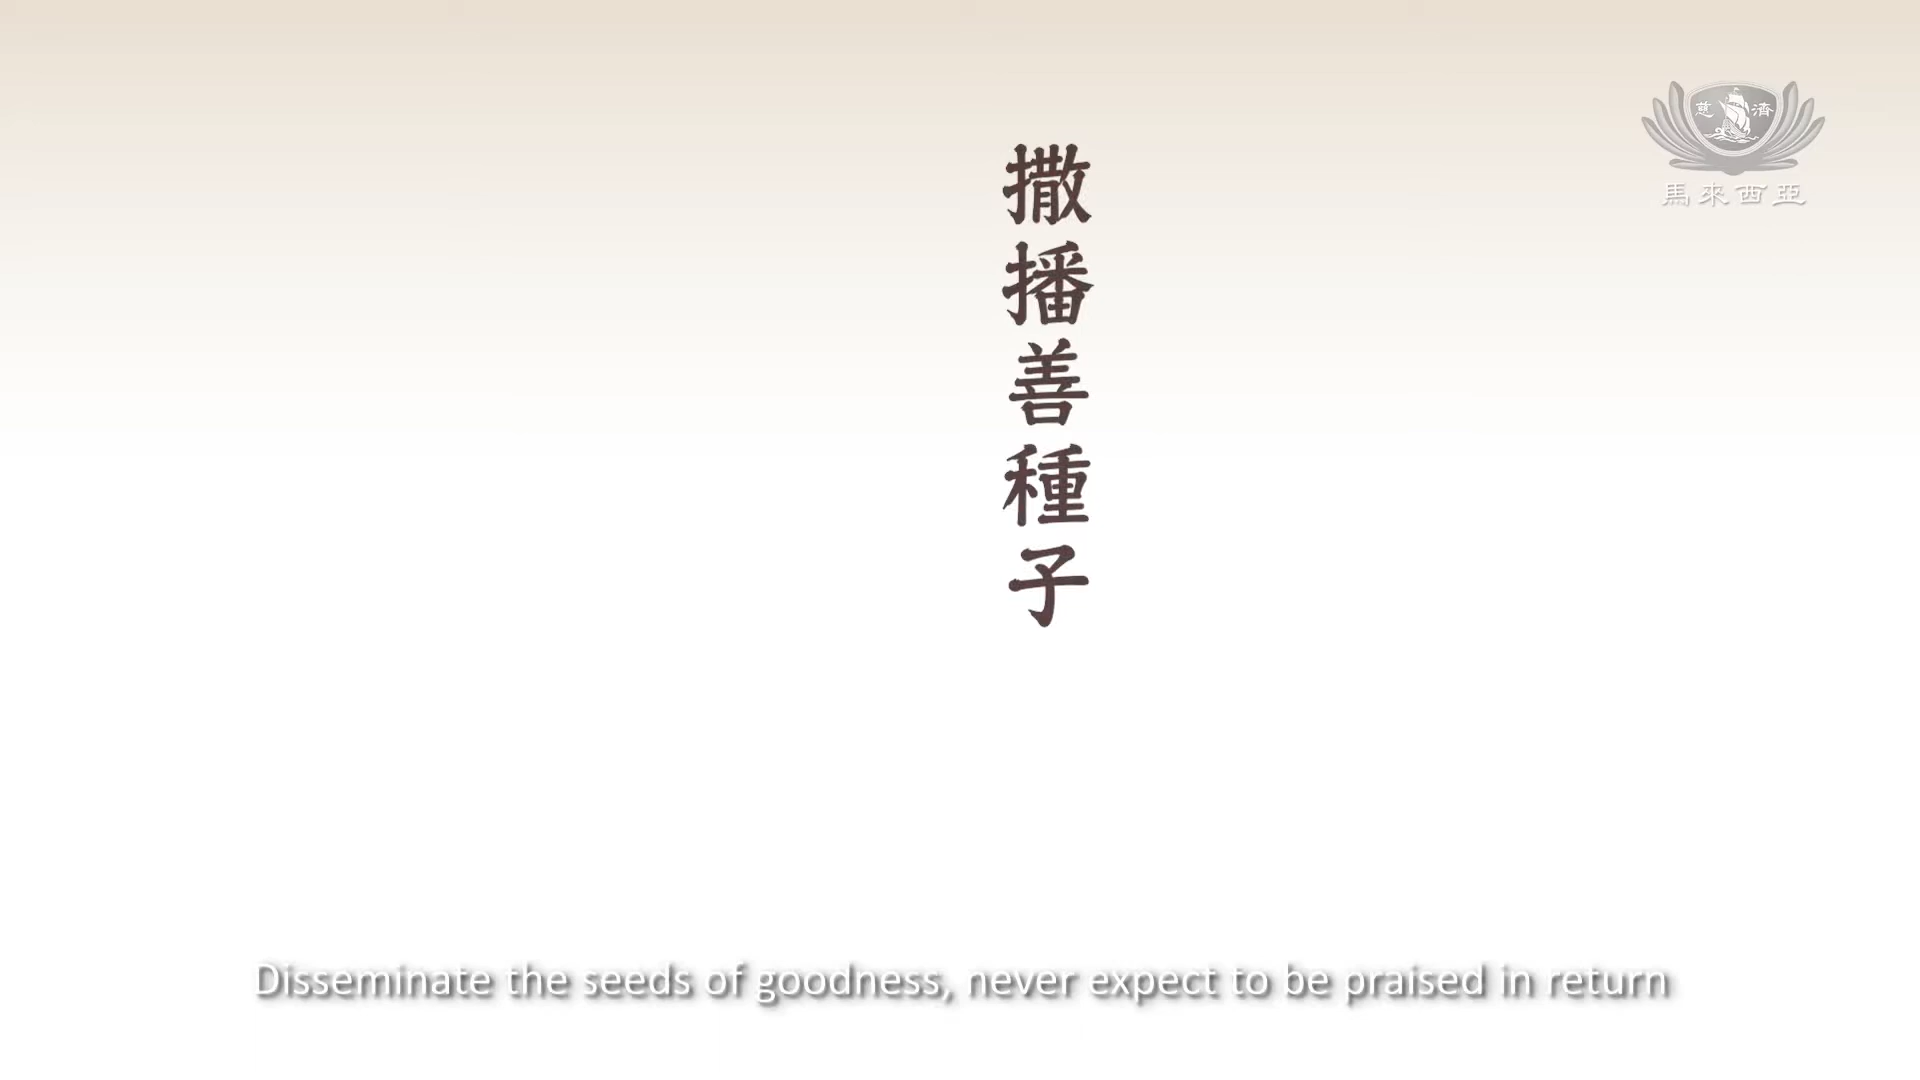 慈濟
馬來西亞
撒播善種子
Disseminate the seeds of goodness, never expect to be praised in return